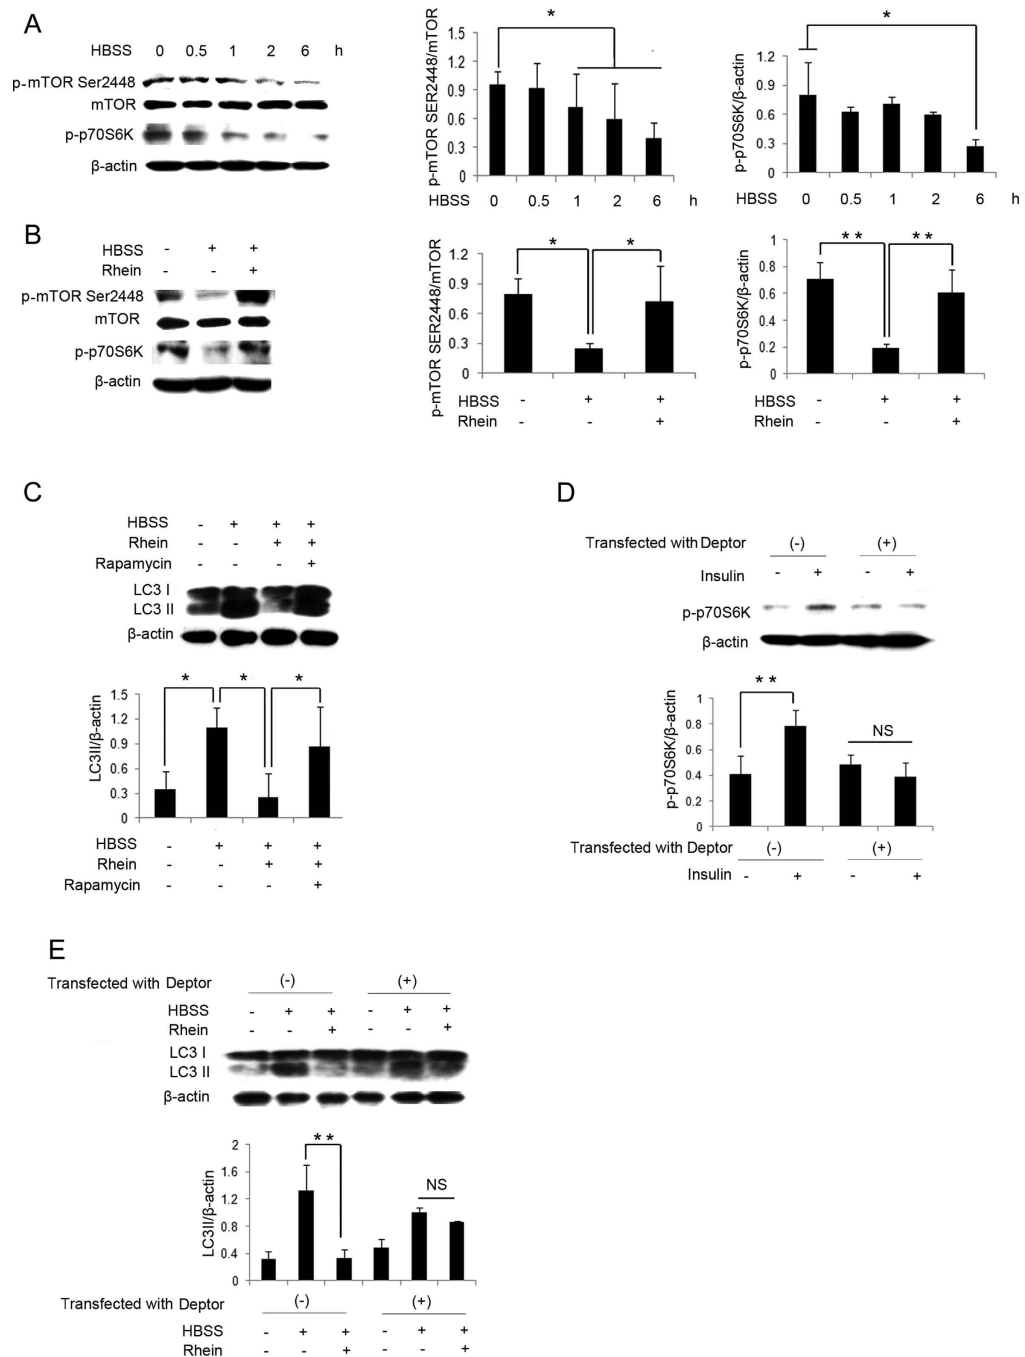 A
HBSS 0 0.5 1 2 6 h
p-mTOR Ser2448
mTOR
p-p70S6K
β-actin
p-mTOR SER2448/mTOR
*
1.5
1.2
0.9
0.6
0.3
0
HBSS 0 0.5 1 2 6 h
p-p70S6K/β-actin
*
1.2
0.9
0.6
0.3
0
HBSS 0 0.5 1 2 6 h
B
HBSS - + +
Rhein - - +
p-mTOR Ser2448
mTOR
p-p70S6K
β-actin
p-mTOR SER2448/mTOR
* *
1.2
0.9
0.6
0.3
0
HBSS - + +
Rhein - - +
p-p70S6K/β-actin
** **
1
0.8
0.6
0.4
0.2
0
HBSS - + +
Rhein - - +
C
HBSS - + + +
Rhein - - + +
Rapamycin - - - +
LC3 I
LC3 II
β-actin
LC3II/β-actin
* * *
1.5
1.2
0.9
0.6
0.3
0
HBSS - + + +
Rhein - - + +
Rapamycin - - - +
D
Transfected with Deptor (-) (+)
Insulin - + - +
p-p70S6K
β-actin
p-p70S6K/β-actin
** NS
1
0.8
0.6
0.4
0.2
0
Transfected with Deptor (-) (+)
Insulin - + - +
E
Transfected with Deptor (-) (+)
HBSS - + + - + +
Rhein - - + - - +
LC3 I
LC3 II
β-actin
LC3II/β-actin
** NS
2
1.6
1.2
0.8
0.4
0
Transfected with Deptor (-) (+)
HBSS - + + - + +
Rhein - - + - - +